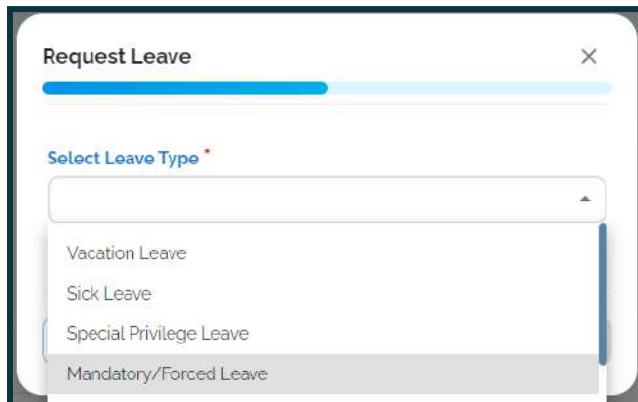 Request Leave
Select Leave Type *
Vacation Leave
Sick Leave
Special Privilege Leave
Mandatory/Forced Leave